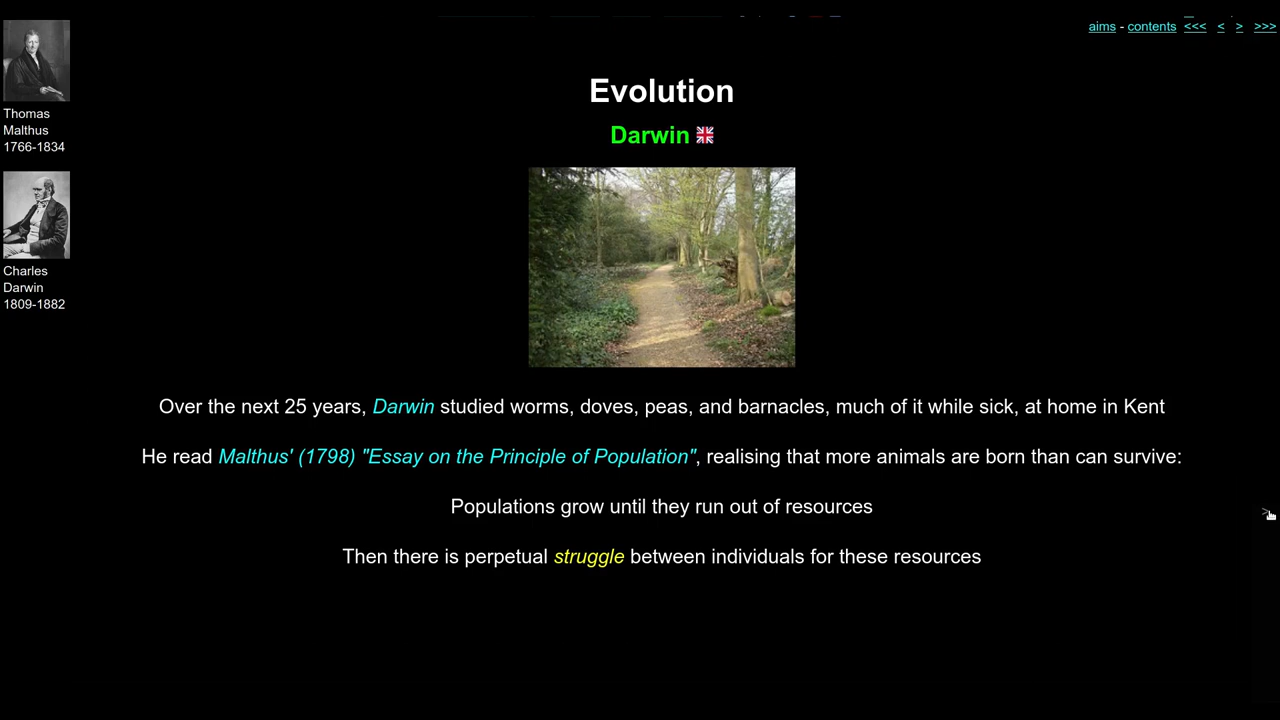 aims - contents <<< < > >>>
Thomas
Malthus
1766-1834
Charles
Darwin
1809-1882
Evolution
Darwin
Over the next 25 years, Darwin studied worms, doves, peas, and barnacles, much of it while sick, at home in Kent
He read Malthus' (1798) "Essay on the Principle of Population", realising that more animals are born than can survive:
Populations grow until they run out of resources
Then there is perpetual struggle between individuals for these resources
>